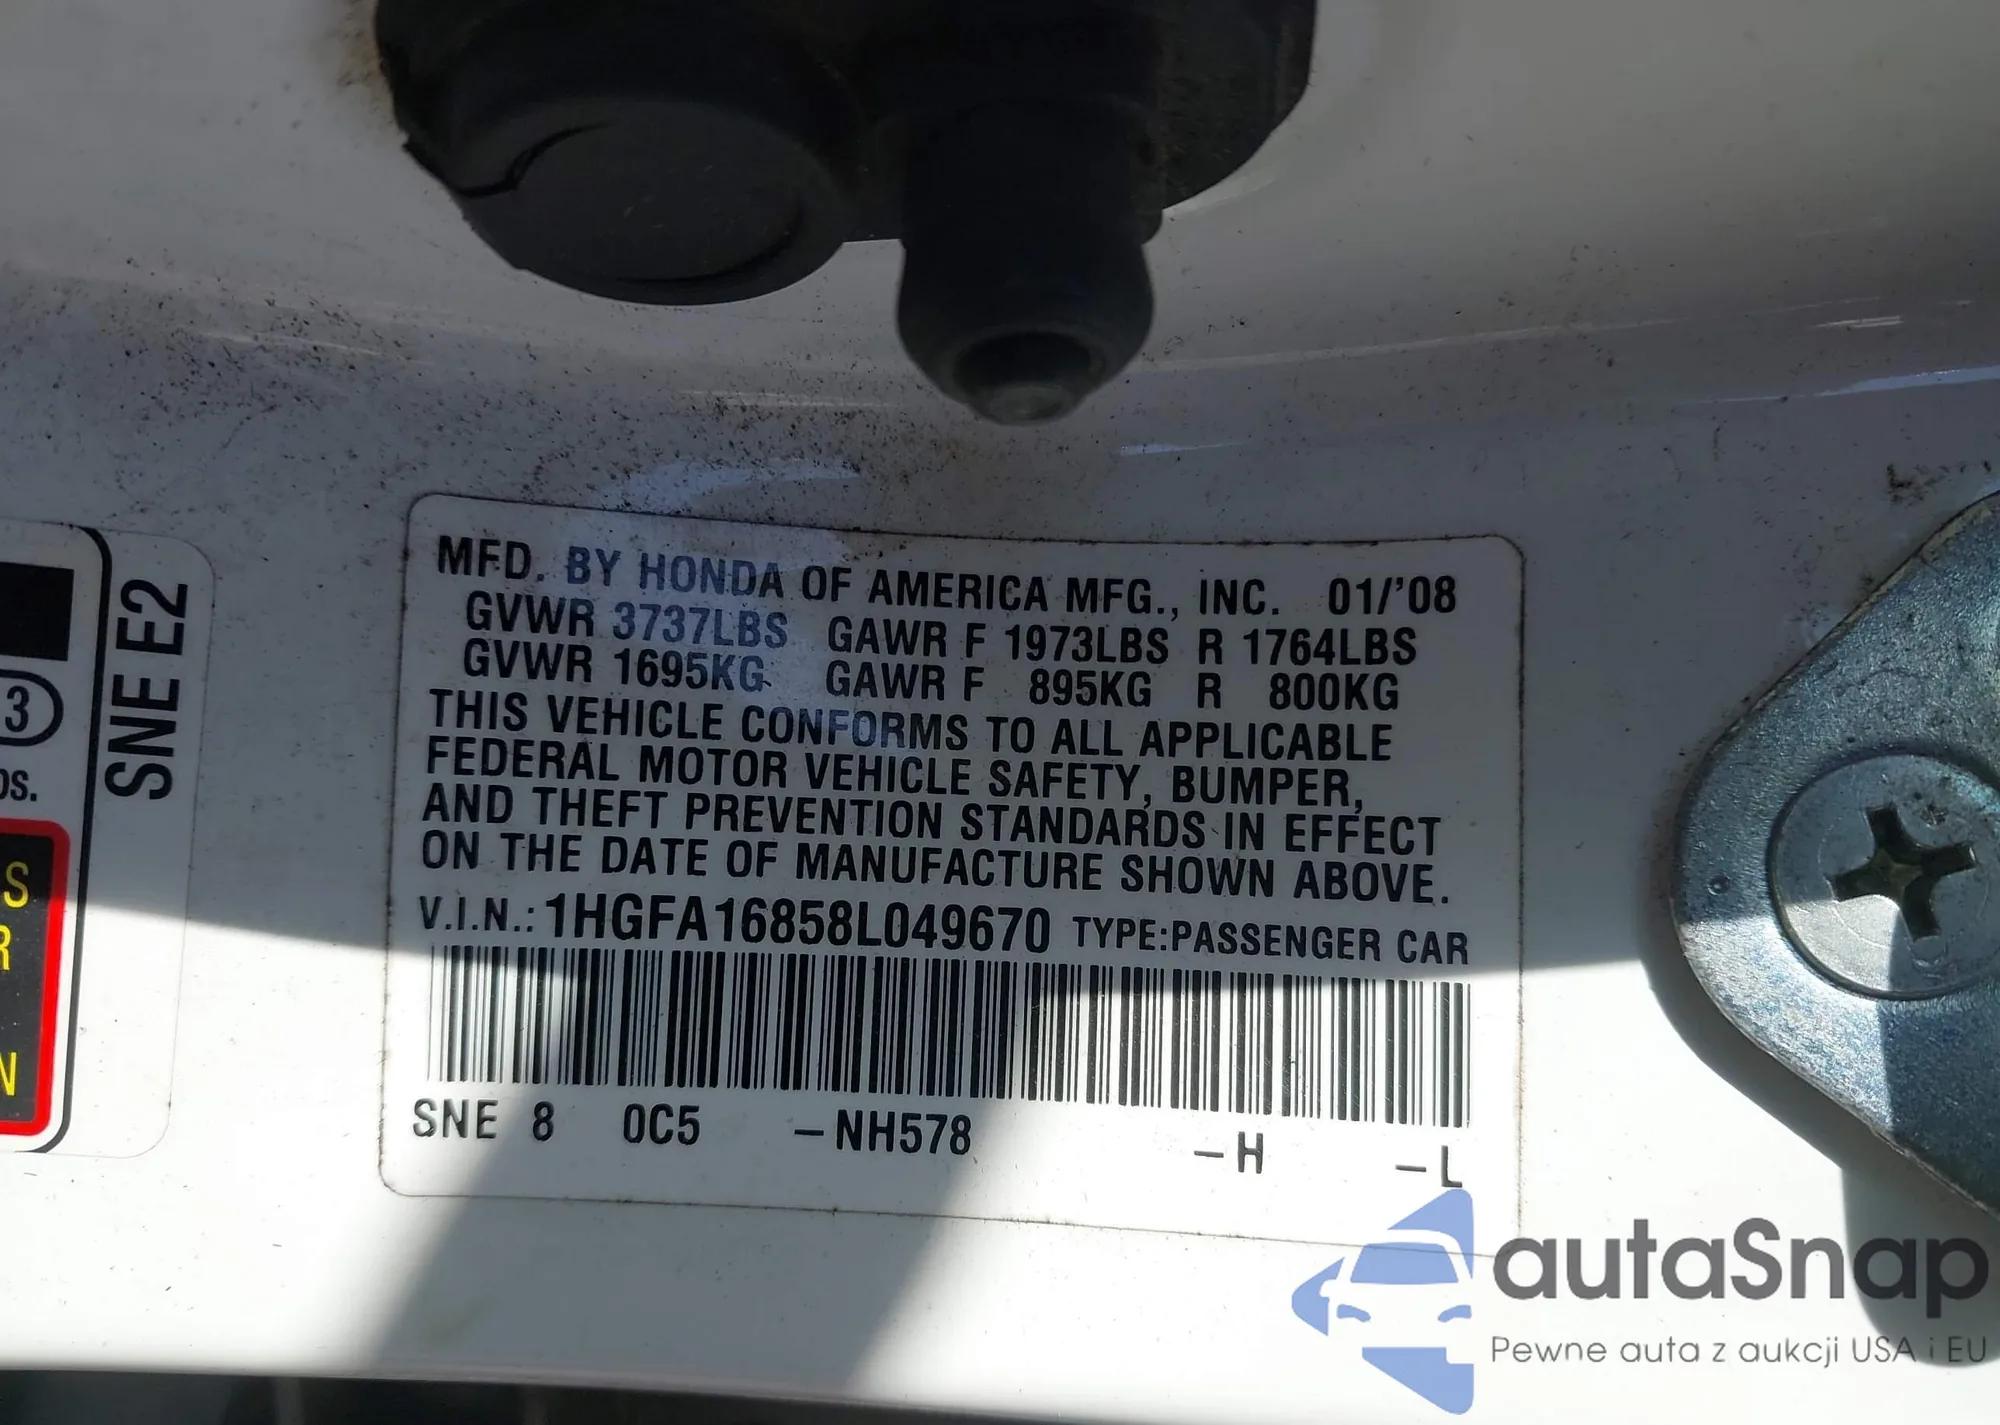 MFD. BY HONDA OF AMERICA MFG., INC. 01/'08
GVWR 3737LBS GAWR F 1973LBS R 1764LBS
GVWR 1695KG GAWR F 895KG R 800KG
THIS VEHICLE CONFORMS TO ALL APPLICABLE
FEDERAL MOTOR VEHICLE SAFETY, BUMPER,
AND THEFT PREVENTION STANDARDS IN EFFECT
ON THE DATE OF MANUFACTURE SHOWN ABOVE.
V.I.N.: 1HGFA16858L049670 TYPE:PASSENGER CAR
SNE 8 0C5 -NH578 -H -L
SNE E2
3
OS.
S
R
N
autaSnap
Pewne auta z aukcji USA i EU